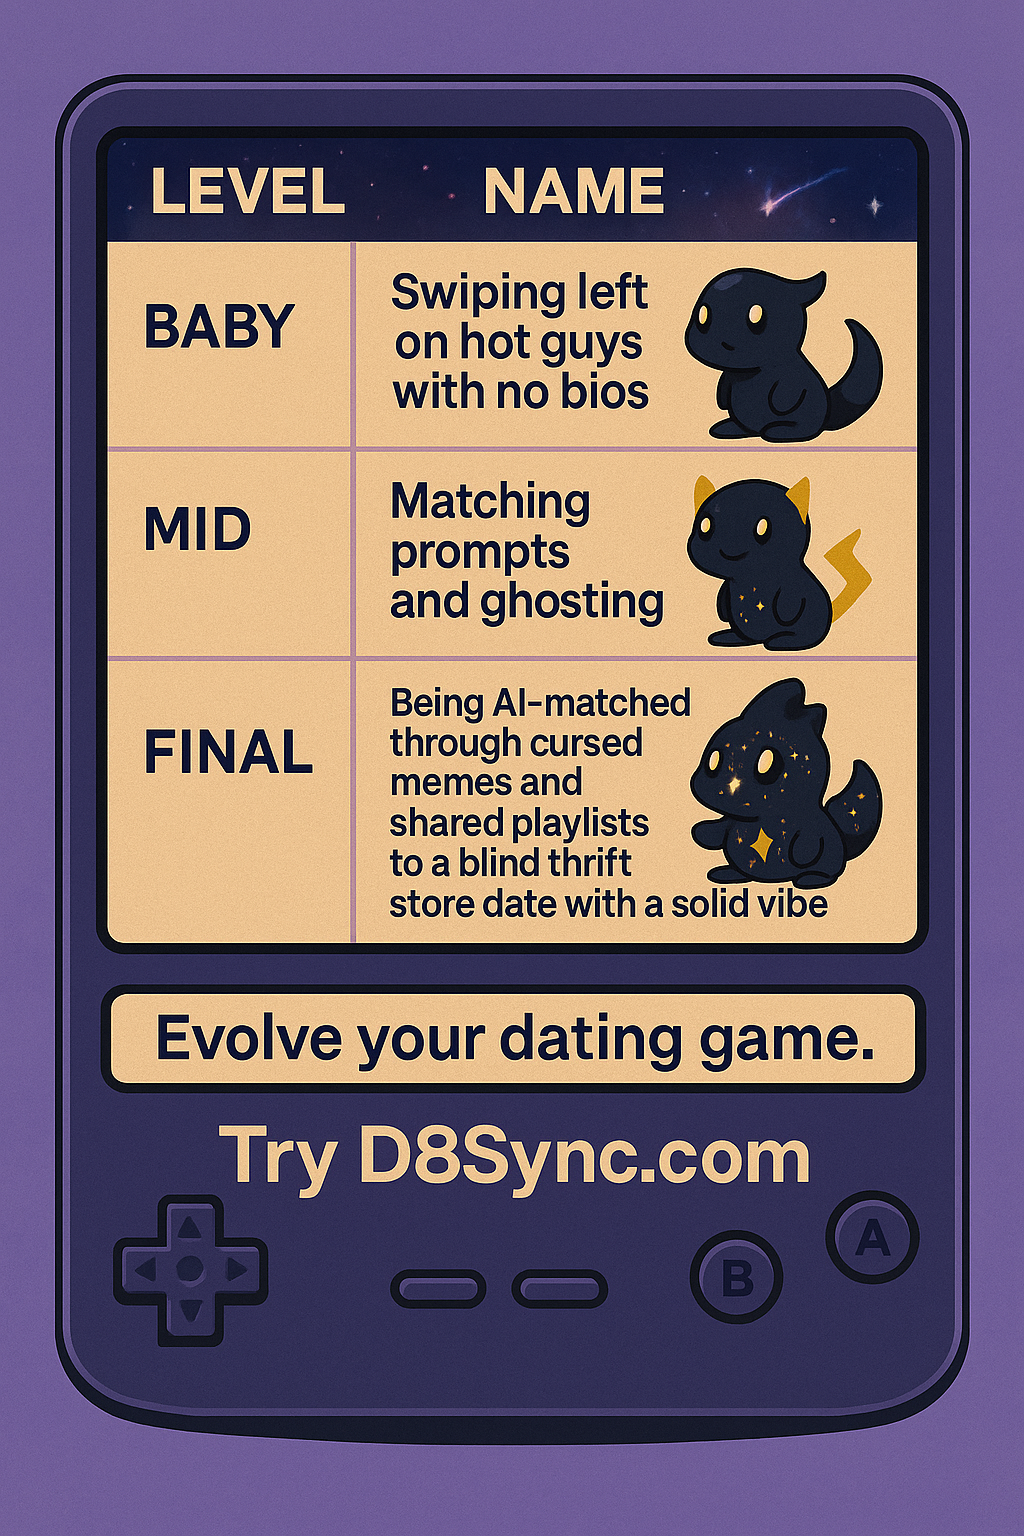 LEVEL NAME
BABY
Swiping left
on hot guys
with no bios
MID
Matching
prompts
and ghosting
FINAL
Being AI-matched
through cursed
memes and
shared playlists
to a blind thrift
store date with a solid vibe
Evolve your dating game.
Try D8Sync.com
B
A